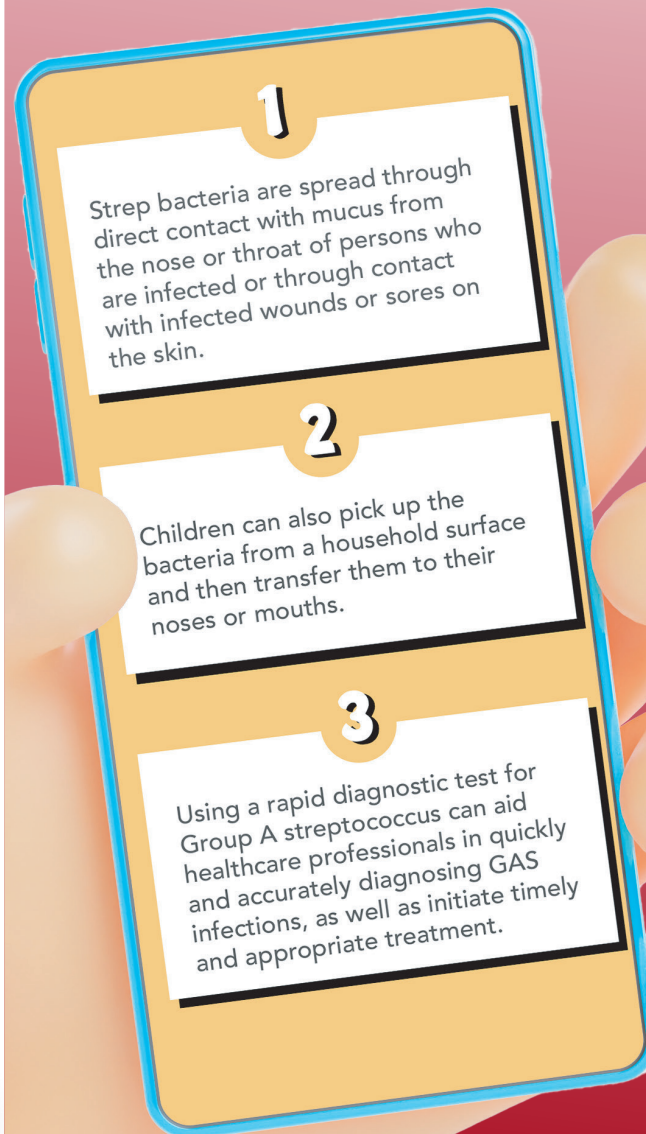 1
Strep bacteria are spread through
direct contact with mucus from
the nose or throat of persons who
are infected or through contact
with infected wounds or sores on
the skin.
2
Children can also pick up the
bacteria from a household surface
and then transfer them to their
noses or mouths.
3
Using a rapid diagnostic test for
Group A streptococcus can aid
healthcare professionals in quickly
and accurately diagnosing GAS
infections, as well as initiate timely
and appropriate treatment.